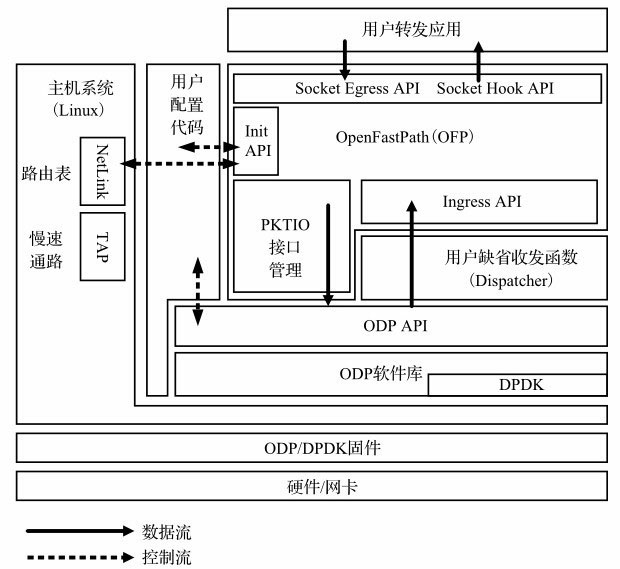 用户转发应用
主机系统
(Linux)
用户
配置
代码
Socket Egress API
Socket Hook API
Init
API
OpenFastPath(OFP)
路由表
NetLink
慢速
通路
TAP
PKTIO
接口
管理
Ingress API
用户缺省收发函数
(Dispatcher)
ODP API
ODP软件库
DPDK
ODP/DPDK固件
硬件/网卡
数据流
控制流